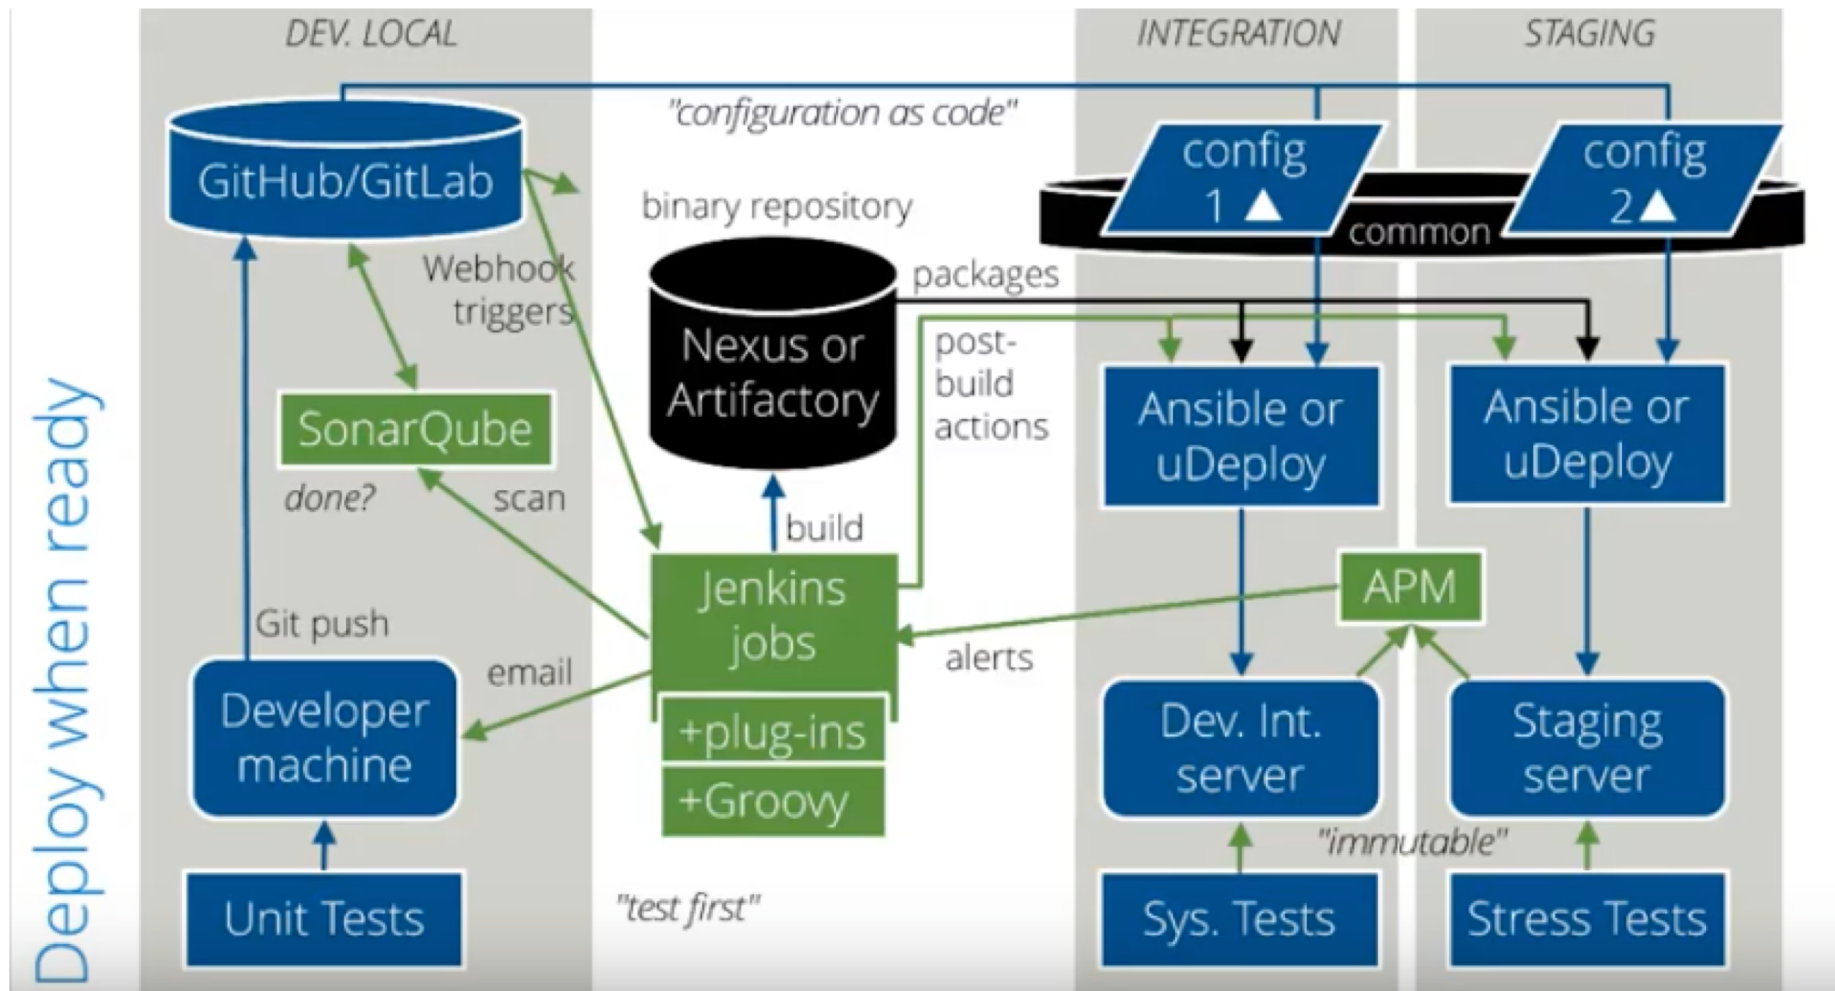 Deploy when ready
DEV. LOCAL
INTEGRATION
STAGING
"configuration as code"
GitHub/GitLab
config
1
config
2
common
binary repository
Webhook
triggers
packages
Nexus or
Artifactory
post-
build
actions
Ansible or
uDeploy
Ansible or
uDeploy
SonarQube
done?
scan
build
Jenkins
jobs
+plug-ins
+Groovy
APM
alerts
Git push
email
Developer
machine
Dev. Int.
server
Staging
server
"immutable"
Unit Tests
"test first"
Sys. Tests
Stress Tests